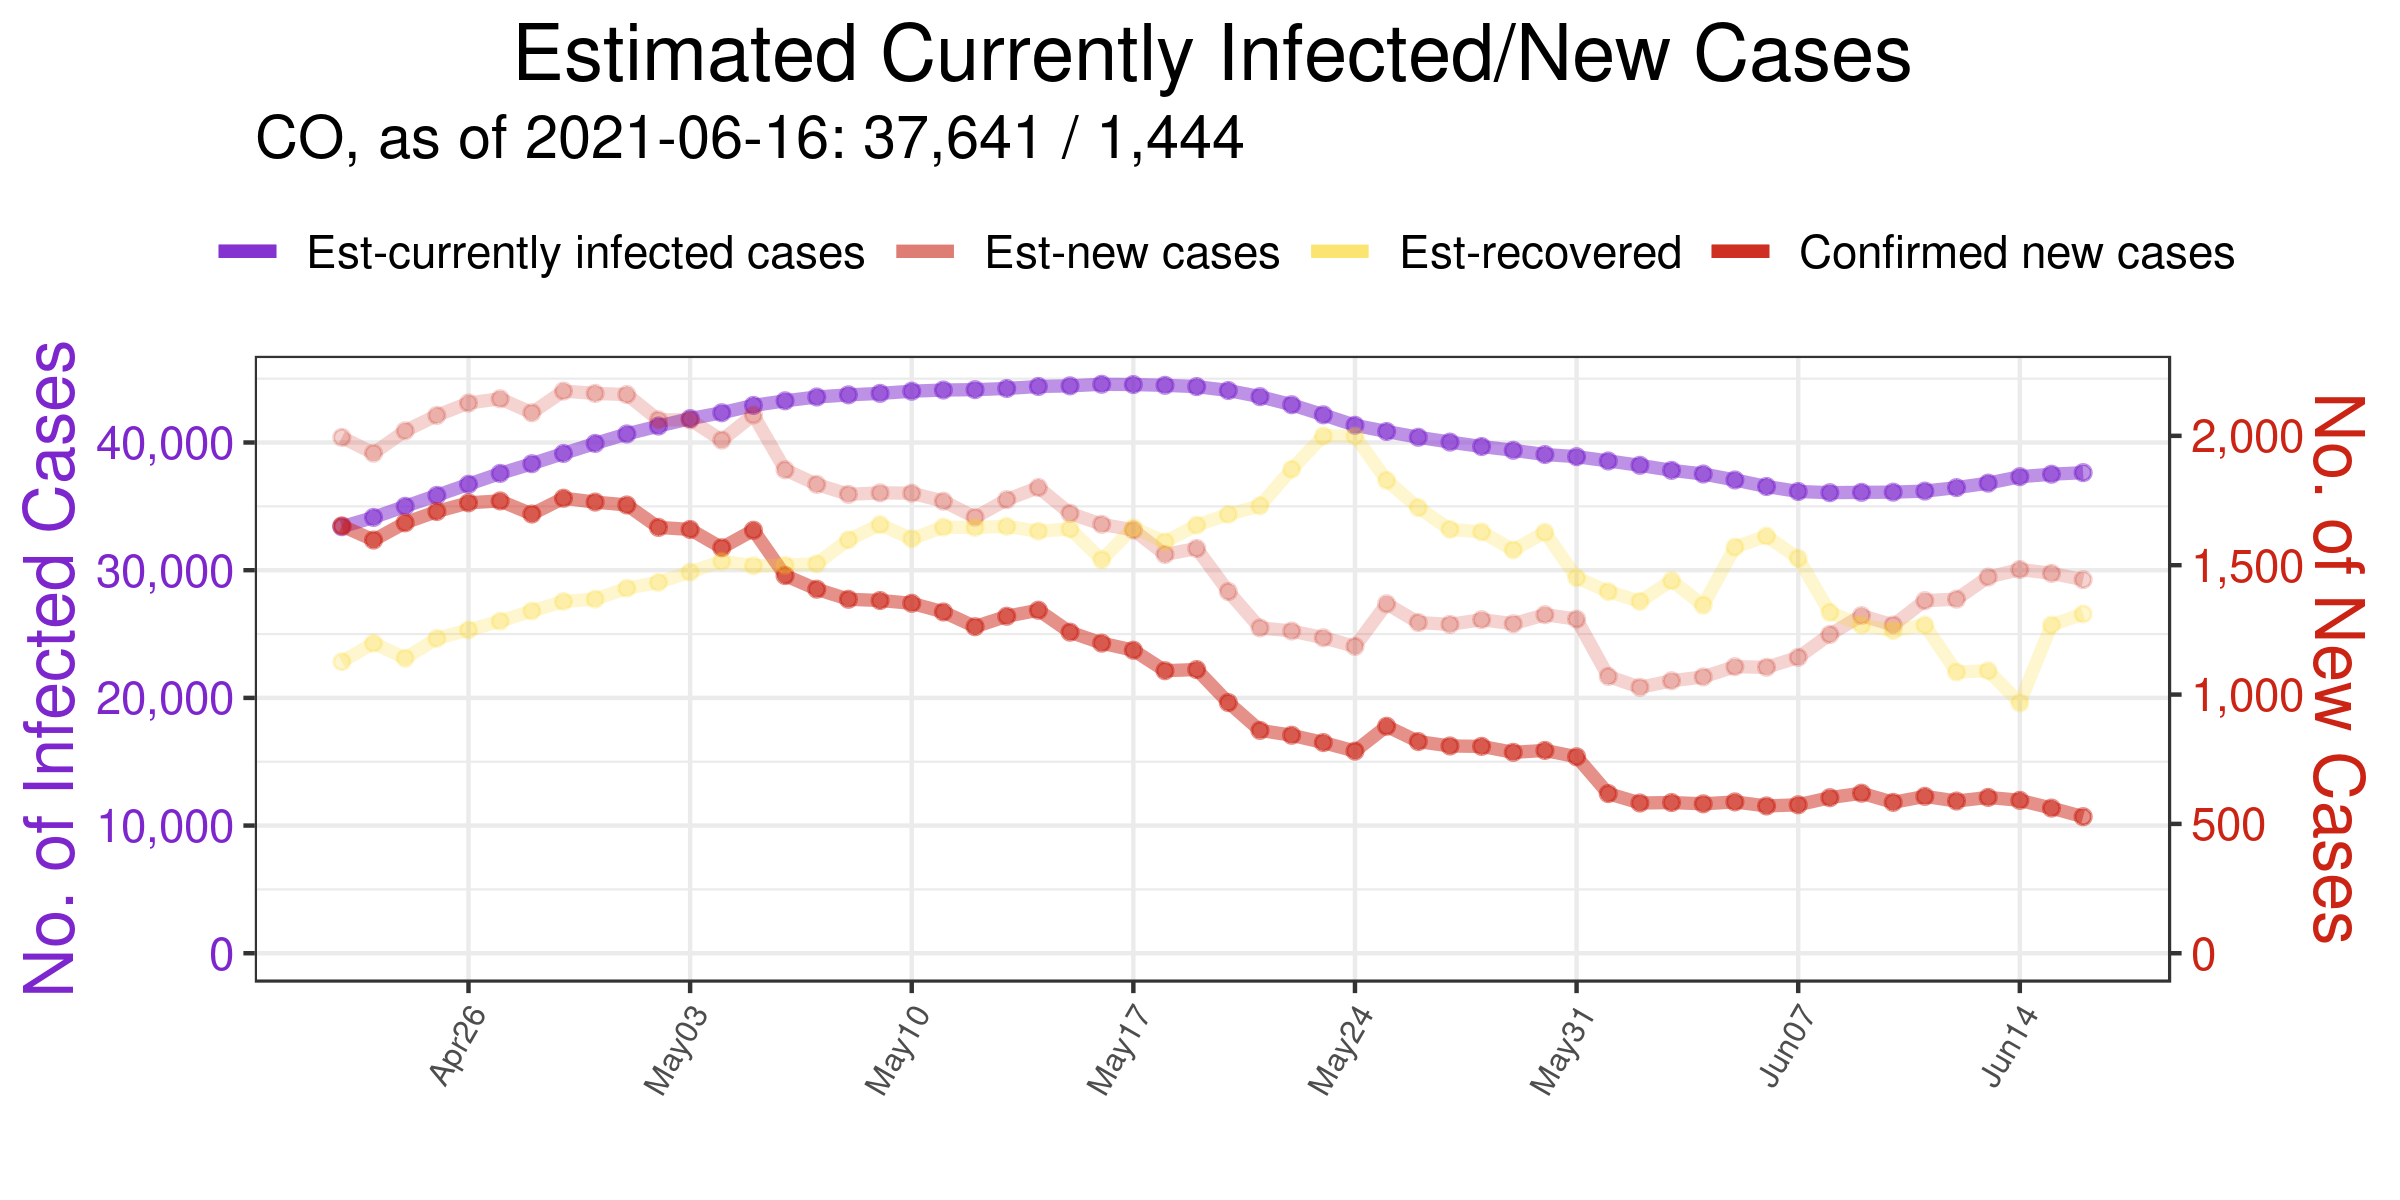 Estimated Currently Infected/New Cases
CO, as of 2021-06-16: 37,641 / 1,444
Est-currently infected cases Est-new cases Est-recovered Confirmed new cases
No. of Infected Cases
40,000
30,000
20,000
10,000
0
2,000
1,500
1,000
500
0
No. of New Cases
Apr26 May03 May10 May17 May24 May31 Jun07 Jun14